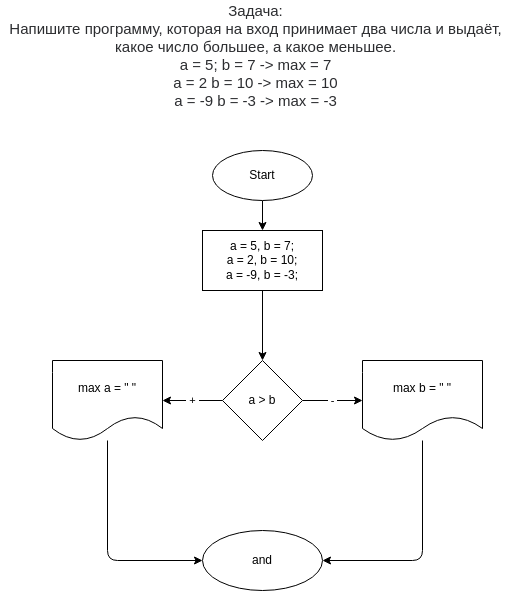 Задача:
Напишите программу, которая на вход принимает два числа и выдаёт,
какое число большее, а какое меньшее.
a = 5; b = 7 -> max = 7
a = 2 b = 10 -> max = 10
a = -9 b = -3 -> max = -3
Start
a = 5, b = 7;
a = 2, b = 10;
a = -9, b = -3;
max a = " "
+
a > b
-
max b = " "
and